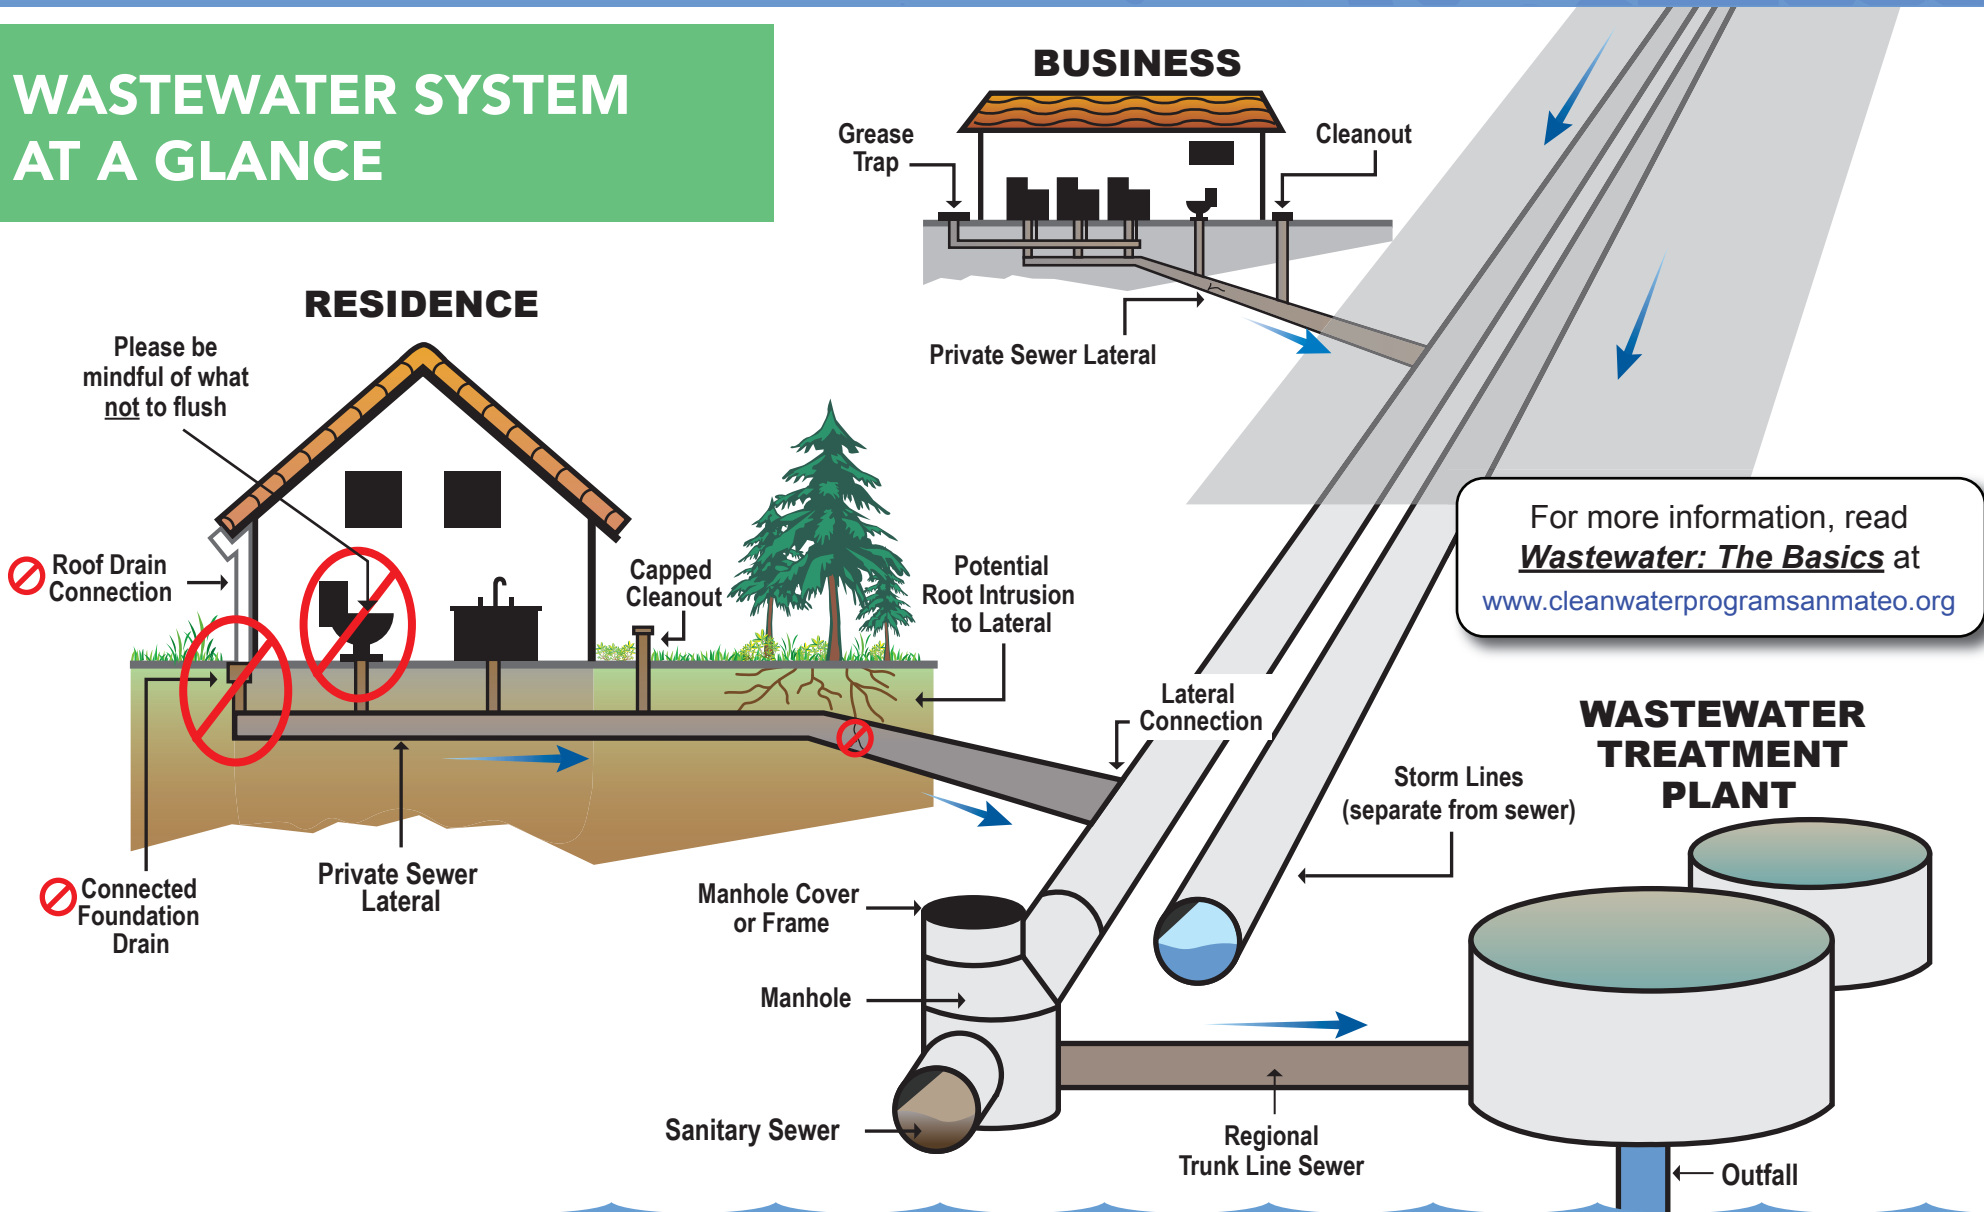 WASTEWATER SYSTEM
AT A GLANCE
BUSINESS
Grease
Trap
Cleanout
Private Sewer Lateral
RESIDENCE
Please be
mindful of what
not to flush
Roof Drain
Connection
Capped
Cleanout
Potential
Root Intrusion
to Lateral
For more information, read
Wastewater: The Basics at
www.cleanwaterprogramsanmateo.org
Lateral
Connection
WASTEWATER
TREATMENT
PLANT
Storm Lines
(separate from sewer)
Private Sewer
Lateral
Connected
Foundation
Drain
Manhole Cover
or Frame
Manhole
Sanitary Sewer
Regional
Trunk Line Sewer
Outfall